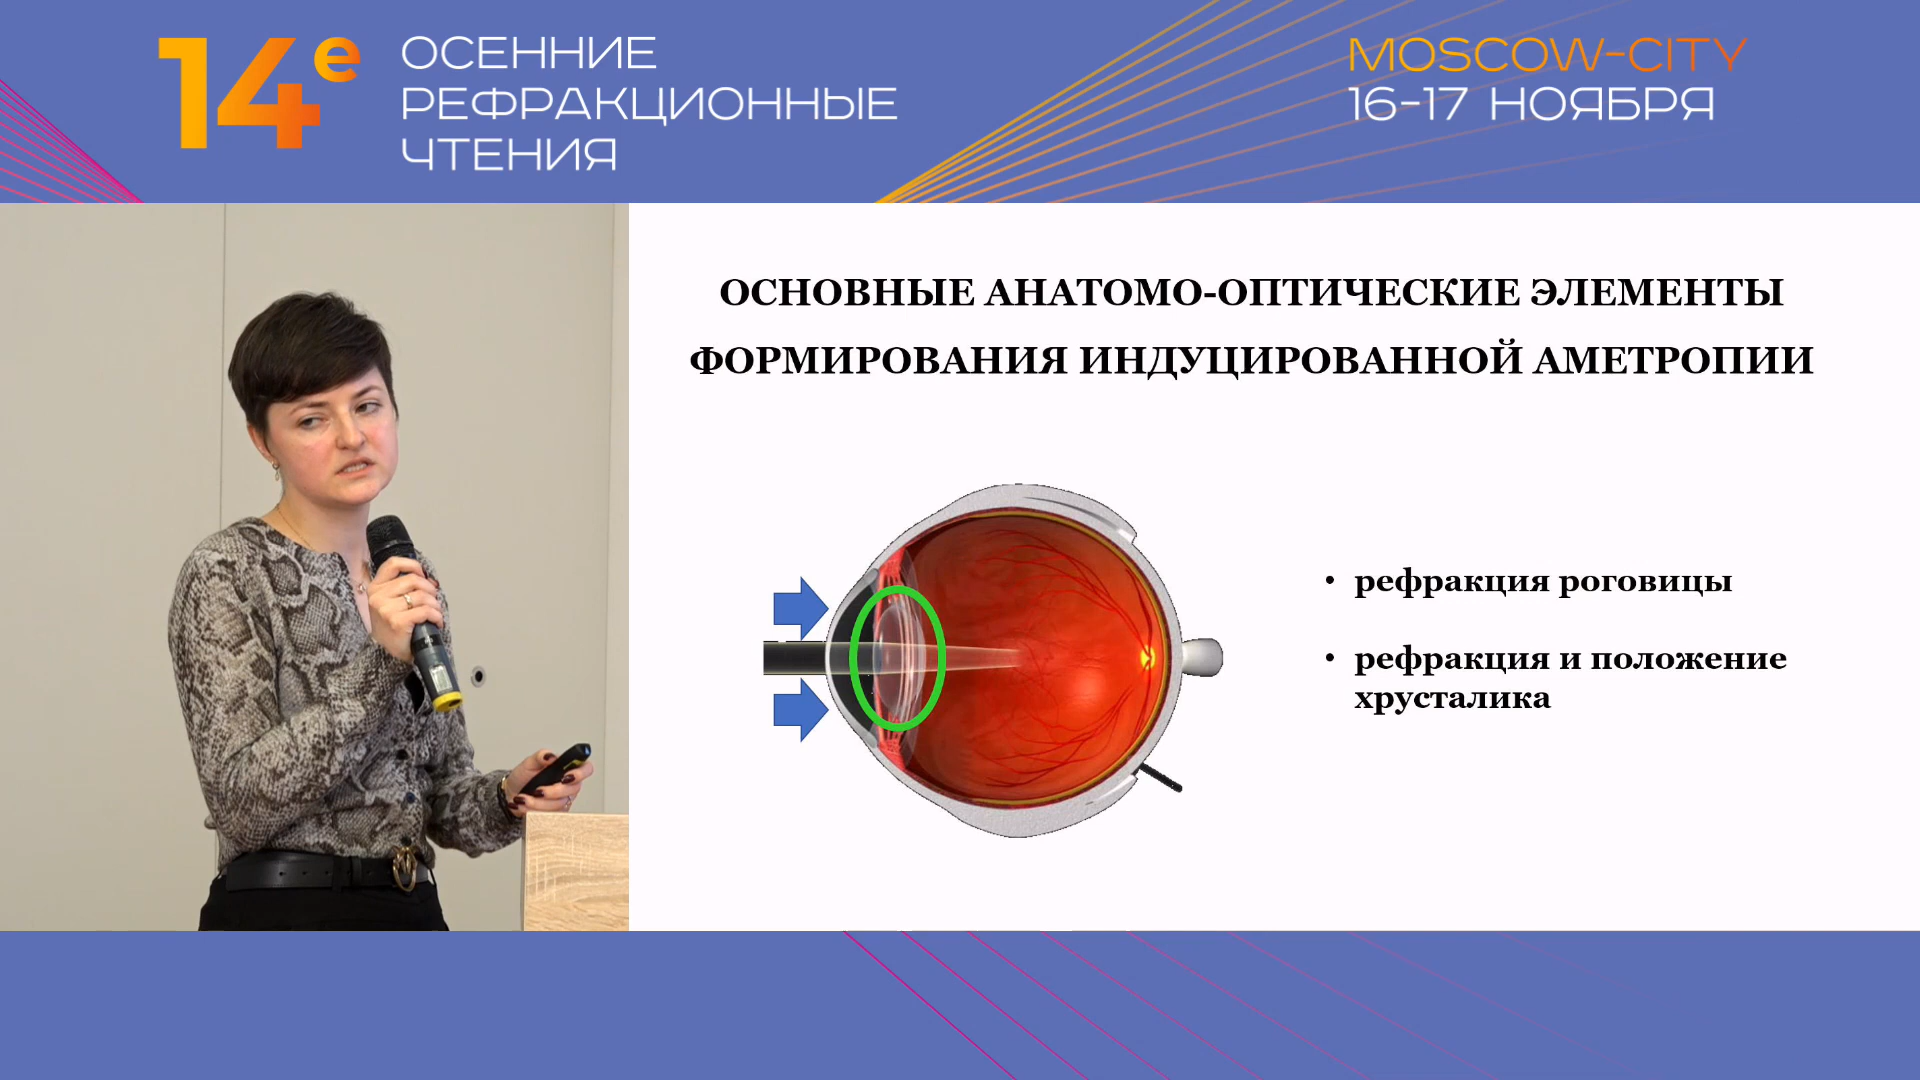 14е
ОСЕННИЕ
РЕФРАКЦИОННЫЕ
ЧТЕНИЯ
MOSCOW-CITY
16-17 НОЯБРЯ
ОСНОВНЫЕ АНАТОМО-ОПТИЧЕСКИЕ ЭЛЕМЕНТЫ
ФОРМИРОВАНИЯ ИНДУЦИРОВАННОЙ АМЕТРОПИИ
• рефракция роговицы
• рефракция и положение
хрусталика